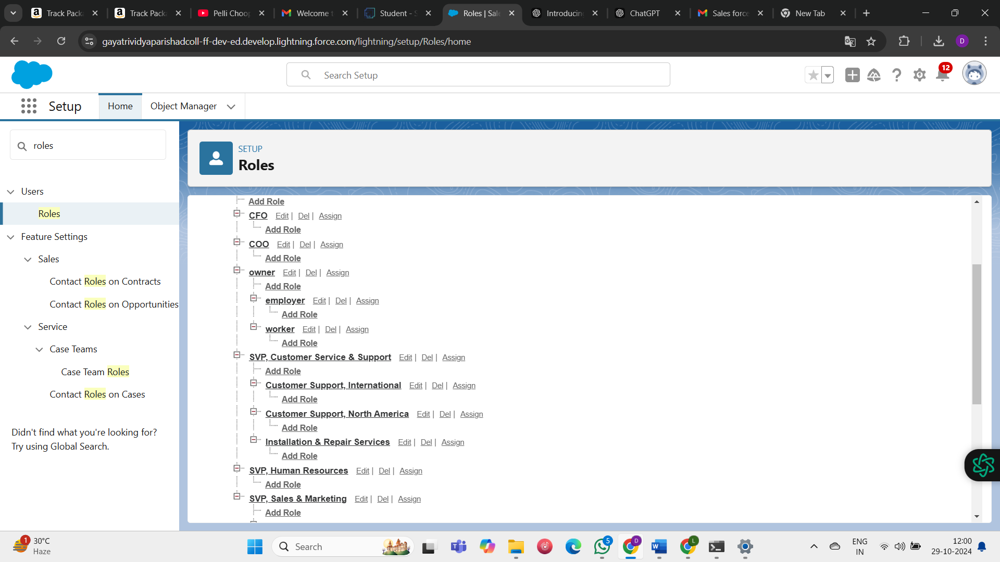 Track Packa
Track Packa
Pelli Choop
Welcome t
Student - S
Roles | Sale
Introducing
ChatGPT
Sales force
New Tab
gayatrividyaparishadcoll-ff-dev-ed.develop.lightning.force.com/lightning/setup/Roles/home
D
Search Setup
12
Setup
Home
Object Manager
roles
Users
Roles
Feature Settings
Sales
Contact Roles on Contracts
Contact Roles on Opportunities
Service
Case Teams
Case Team Roles
Contact Roles on Cases
Didn't find what you're looking for?
Try using Global Search.
SETUP
Roles
Add Role
CFO Edit | Del | Assign
Add Role
COO Edit | Del | Assign
Add Role
owner Edit | Del | Assign
Add Role
employer Edit | Del | Assign
Add Role
worker Edit | Del | Assign
Add Role
SVP, Customer Service & Support Edit | Del | Assign
Add Role
Customer Support, International Edit | Del | Assign
Add Role
Customer Support, North America Edit | Del | Assign
Add Role
Installation & Repair Services Edit | Del | Assign
Add Role
SVP, Human Resources Edit | Del | Assign
Add Role
SVP, Sales & Marketing Edit | Del | Assign
Add Role
1
30°C
Haze
Search
5
D
L
ENG
IN
12:00
29-10-2024